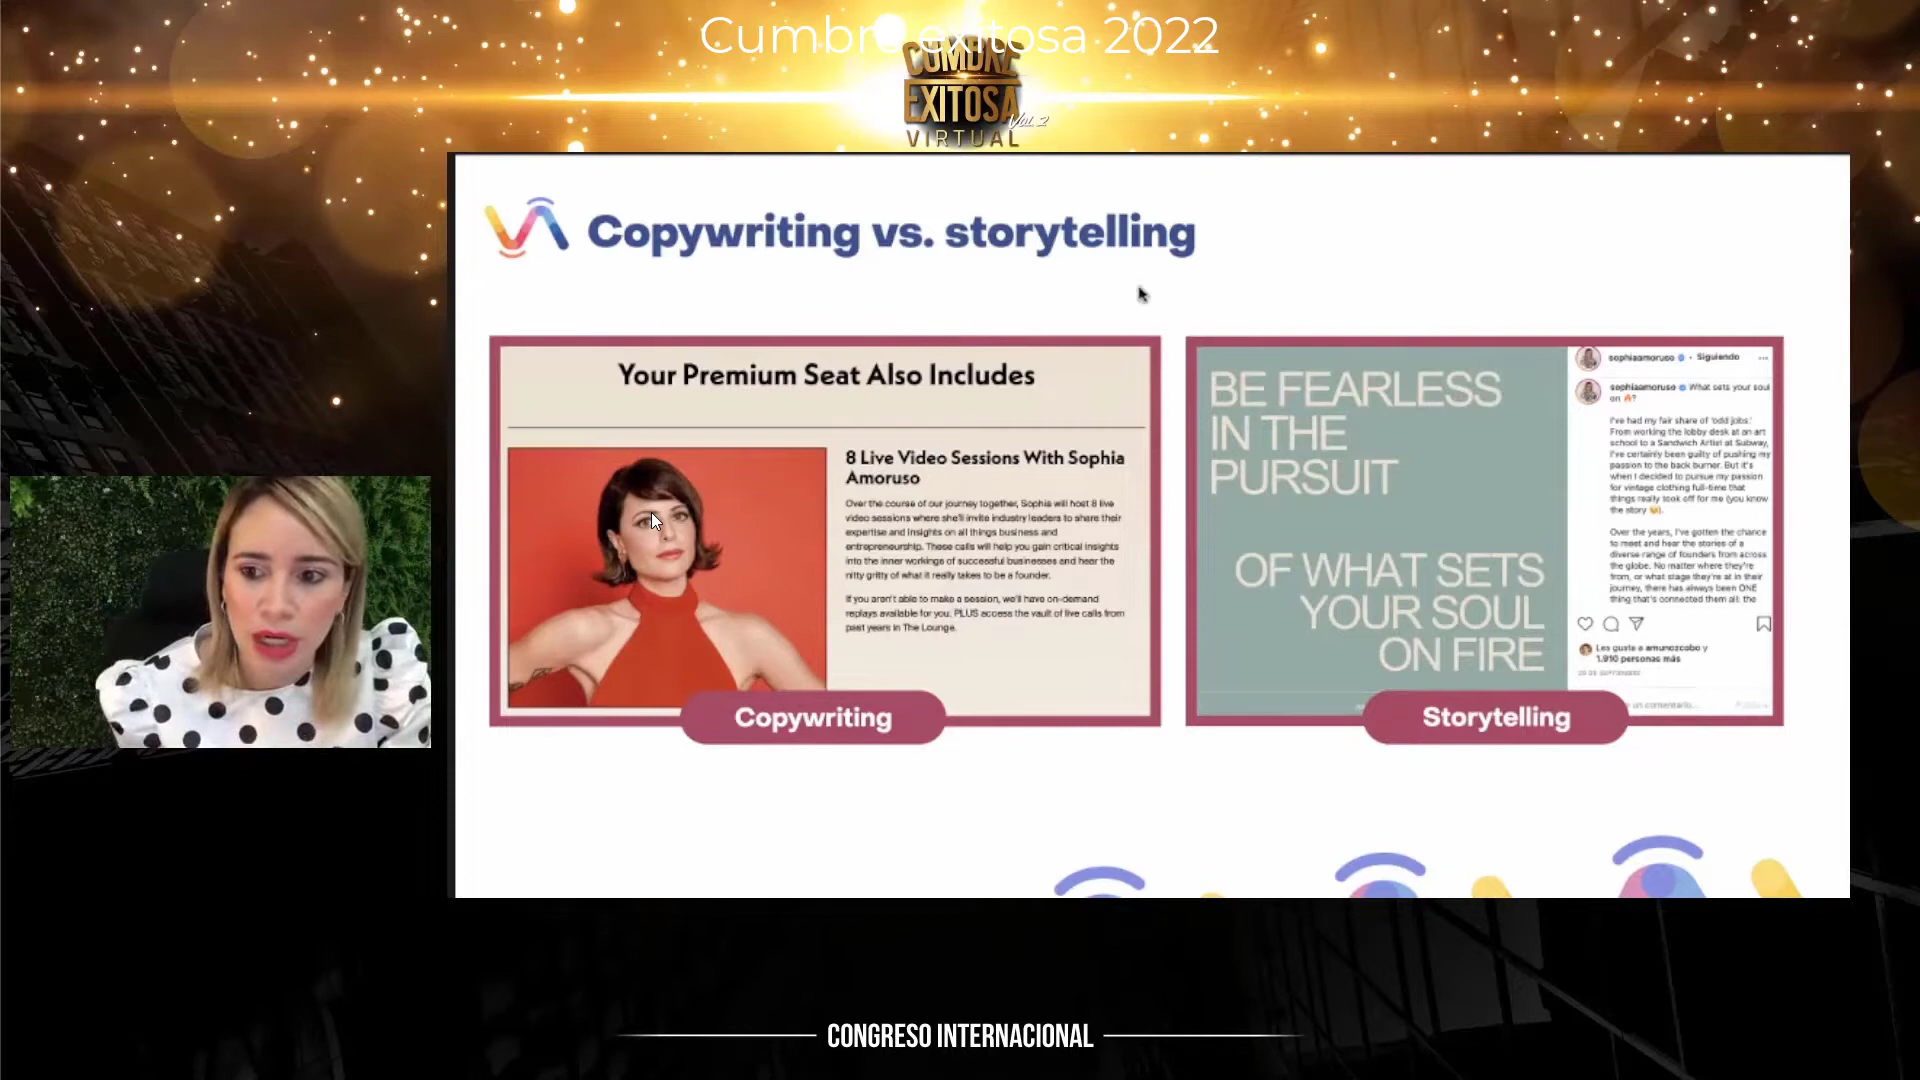 Cumbre exitosa 2022
CUMBRE
EXITOSA
VOL. 2
VIRTUAL
Copywriting vs. storytelling
Your Premium Seat Also Includes
8 Live Video Sessions With Sophia
Amoruso
Over the course of our journey together, Sophia will host 8 live
video sessions where she'll invite industry leaders to share their
expertise and insights on all things business and
entrepreneurship. These calls will help you gain critical insights
into the inner workings of successful businesses and hear the
nitty gritty of what it really takes to be a founder.
If you aren't able to make a session, we'll have on-demand
replays available for you. PLUS access the vault of live calls from
past years in The Lounge.
Copywriting
BE FEARLESS
IN THE
PURSUIT
OF WHAT SETS
YOUR SOUL
ON FIRE
sophiaamoruso • Siguiendo
sophiaamoruso What sets your soul
on 🔥?
I've had my fair share of 'odd jobs.'
From working the lobby desk at an art
school to a Sandwich Artist at Subway,
I've certainly been guilty of pushing my
passion to the back burner. But it's
when I decided to pursue my passion
for vintage clothing full-time that
things really took off for me (you know
the story 😉).
Over the years, I've gotten the chance
to meet and hear the stories of a
diverse range of founders from across
the globe. No matter where they're
from, or what stage they're at in their
journey, there has always been ONE
thing that's connected them all: the
Les gusta a amunozcobo y
1.910 personas más
DE SEPTIEMBRE
un comentario...
Storytelling
CONGRESO INTERNACIONAL